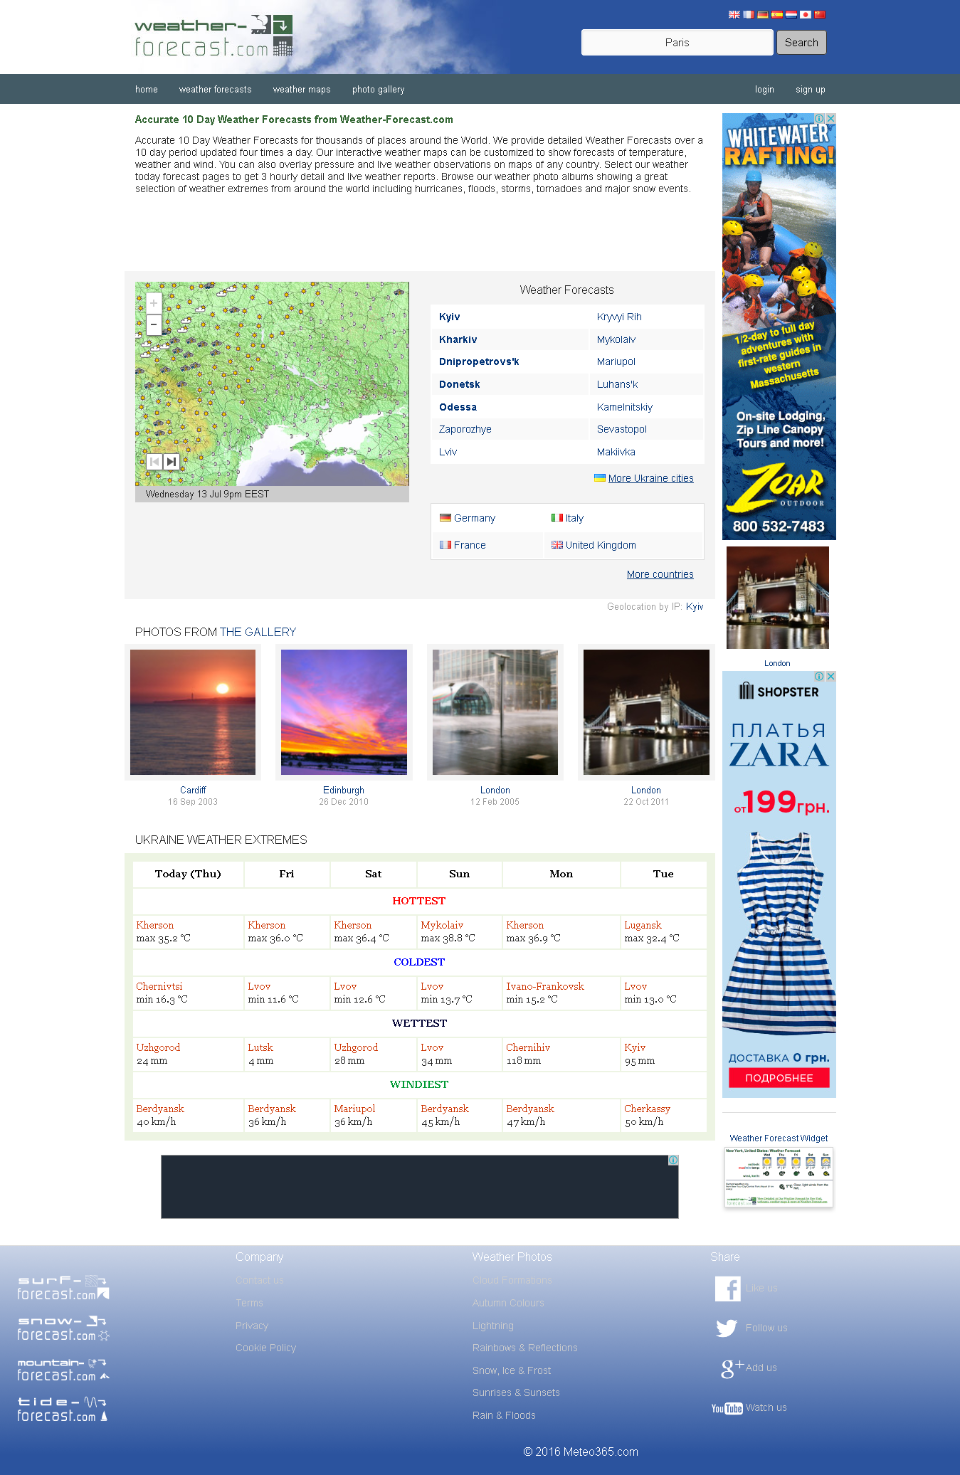 weather-
forecast.com
Paris
Search
home
weather forecasts
weather maps
photo gallery
login
sign up
Accurate 10 Day Weather Forecasts from Weather-Forecast.com
Accurate 10 Day Weather Forecasts for thousands of places around the World. We provide detailed Weather Forecasts over a
10 day period updated four times a day. Our interactive weather maps can be customized to show forecasts of temperature,
weather and wind. You can also overlay pressure and live weather observations on maps of any country. Select our weather
today forecast pages to get 3 hourly detail and live weather reports. Browse our weather photo albums showing a great
selection of weather extremes from around the world including hurricanes, floods, storms, tornadoes and major snow events.
WHITEWATER
RAFTING!
1/2-day to full day
adventures with
first-rate guides in
western
Massachusetts
On-site Lodging,
Zip Line Canopy
Tours and more!
ZOAR
OUTDOOR
800 532-7483
Wednesday 13 Jul 9pm EEST
Weather Forecasts
Kyiv Kryvyi Rih
Kharkiv Mykolaiv
Dnipropetrovs'k Mariupol
Donetsk Luhans'k
Odessa Kamelnitskiy
Zaporozhye Sevastopol
Lviv Makiivka
More Ukraine cities
Germany Italy
France United Kingdom
More countries
Geolocation by IP: Kyiv
London
PHOTOS FROM THE GALLERY
Cardiff
16 Sep 2003
Edinburgh
26 Dec 2010
London
12 Feb 2005
London
22 Oct 2011
SHOPSTER
ПЛАТЬЯ
ZARA
от 199 грн.
ДОСТАВКА 0 грн.
ПОДРОБНЕЕ
UKRAINE WEATHER EXTREMES
Today (Thu) Fri Sat Sun Mon Tue
HOTTEST
Kherson Kherson Kherson Mykolaiv Kherson Lugansk
max 35.2 °C max 36.0 °C max 36.4 °C max 38.8 °C max 36.9 °C max 32.4 °C
COLDEST
Chernivtsi Lvov Lvov Lvov Ivano-Frankovsk Lvov
min 16.3 °C min 11.6 °C min 12.6 °C min 13.7 °C min 15.2 °C min 13.0 °C
WETTEST
Uzhgorod Lutsk Uzhgorod Lvov Chernihiv Kyiv
24 mm 4 mm 28 mm 34 mm 118 mm 95 mm
WINDIEST
Berdyansk Berdyansk Mariupol Berdyansk Berdyansk Cherkassy
40 km/h 36 km/h 36 km/h 45 km/h 47 km/h 50 km/h
Weather Forecast Widget
surf-
forecast.com
snow-
forecast.com
mountain-
forecast.com
tide-
forecast.com
Company
Contact us
Terms
Privacy
Cookie Policy
Weather Photos
Cloud Formations
Autumn Colours
Lightning
Rainbows & Reflections
Snow, Ice & Frost
Sunrises & Sunsets
Rain & Floods
Share
Like us
Follow us
Add us
YouTube Watch us
© 2016 Meteo365.com